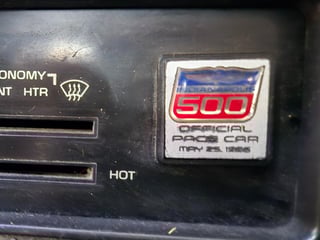 ONOMY
NT HTR
INDIANAPOLIS
500
OFFICIAL
PACE CAR
MAY 25, 1986
HOT